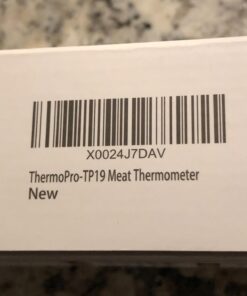 X0024J7DAV
ThermoPro-TP19 Meat Thermometer
New